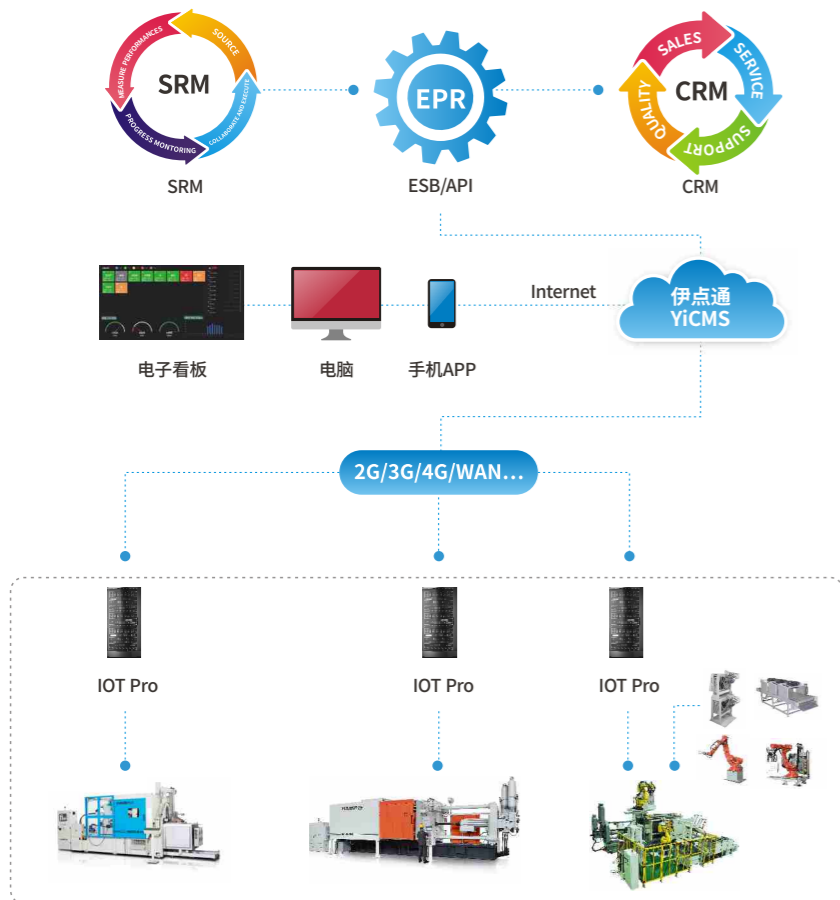 MEASURE PERFORMANCES
SOURCE
SRM
PROGRESS MONTORING
COLLABORATE AND EXECUTE
SRM
EPR
ESB/API
SALES
SERVICE
CRM
QUALITY
SUPPORT
CRM
Internet
伊点通
YiCMS
电子看板
电脑
手机APP
2G/3G/4G/WAN...
IOT Pro
IOT Pro
IOT Pro